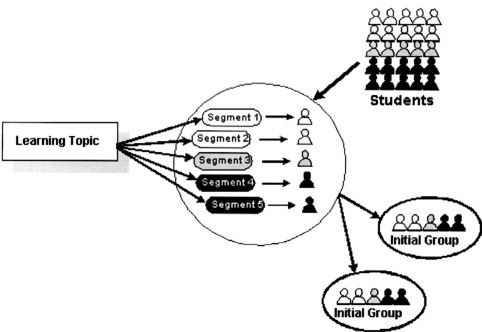 Students
Learning Topic
Segment 1
Segment 2
Segment 3
Segment 4
Segment 5
Initial Group
Initial Group